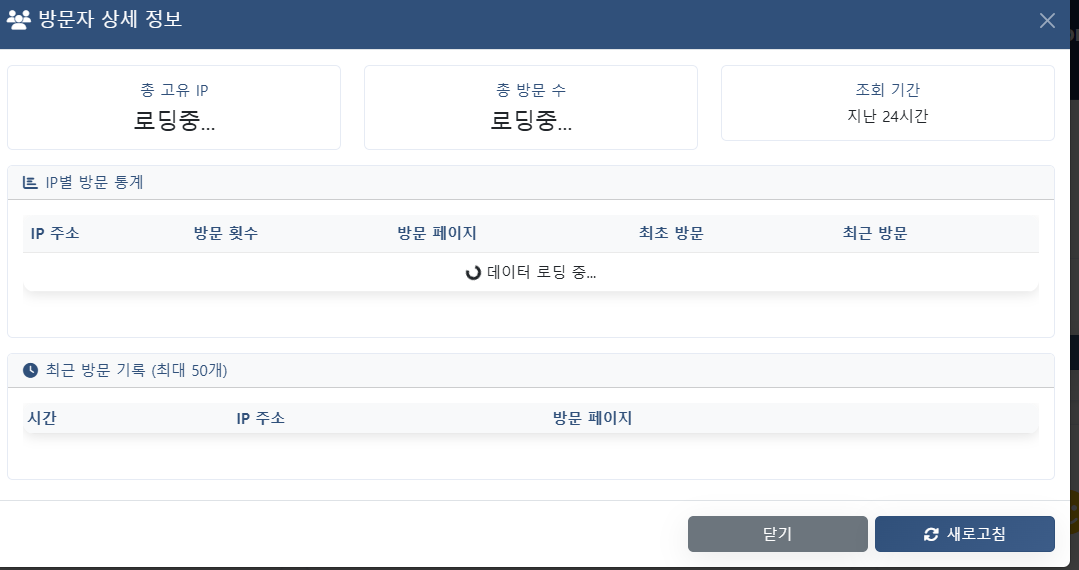 방문자 상세 정보
총 고유 IP
로딩중...
총 방문 수
로딩중...
조회 기간
지난 24시간
IP별 방문 통계
IP 주소 방문 횟수 방문 페이지 최초 방문 최근 방문
데이터 로딩 중...
최근 방문 기록 (최대 50개)
시간 IP 주소 방문 페이지
닫기 새로고침